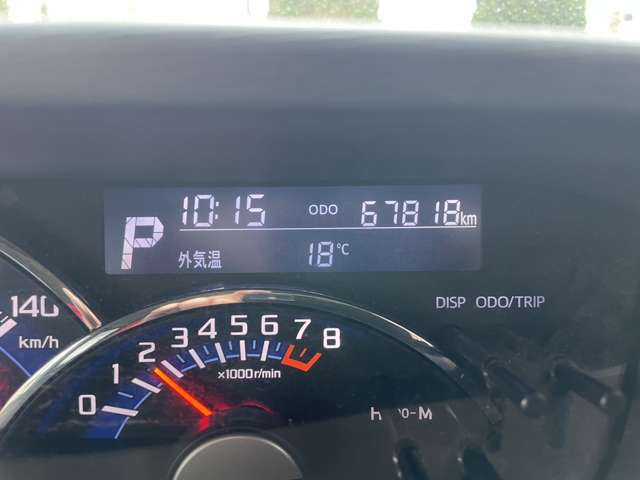 10:15 ODO 67818km
P
外気温 18℃
DISP ODO/TRIP
140
km/h
0 1 2 3 4 5 6 7 8
×1000r/min